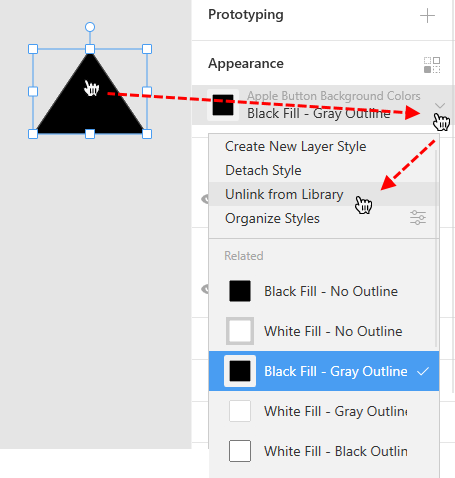 Prototyping
Appearance
Apple Button Background Colors
Black Fill - Gray Outline
Create New Layer Style
Detach Style
Unlink from Library
Organize Styles
Related
Black Fill - No Outline
White Fill - No Outline
Black Fill - Gray Outline
White Fill - Gray Outline
White Fill - Black Outlin